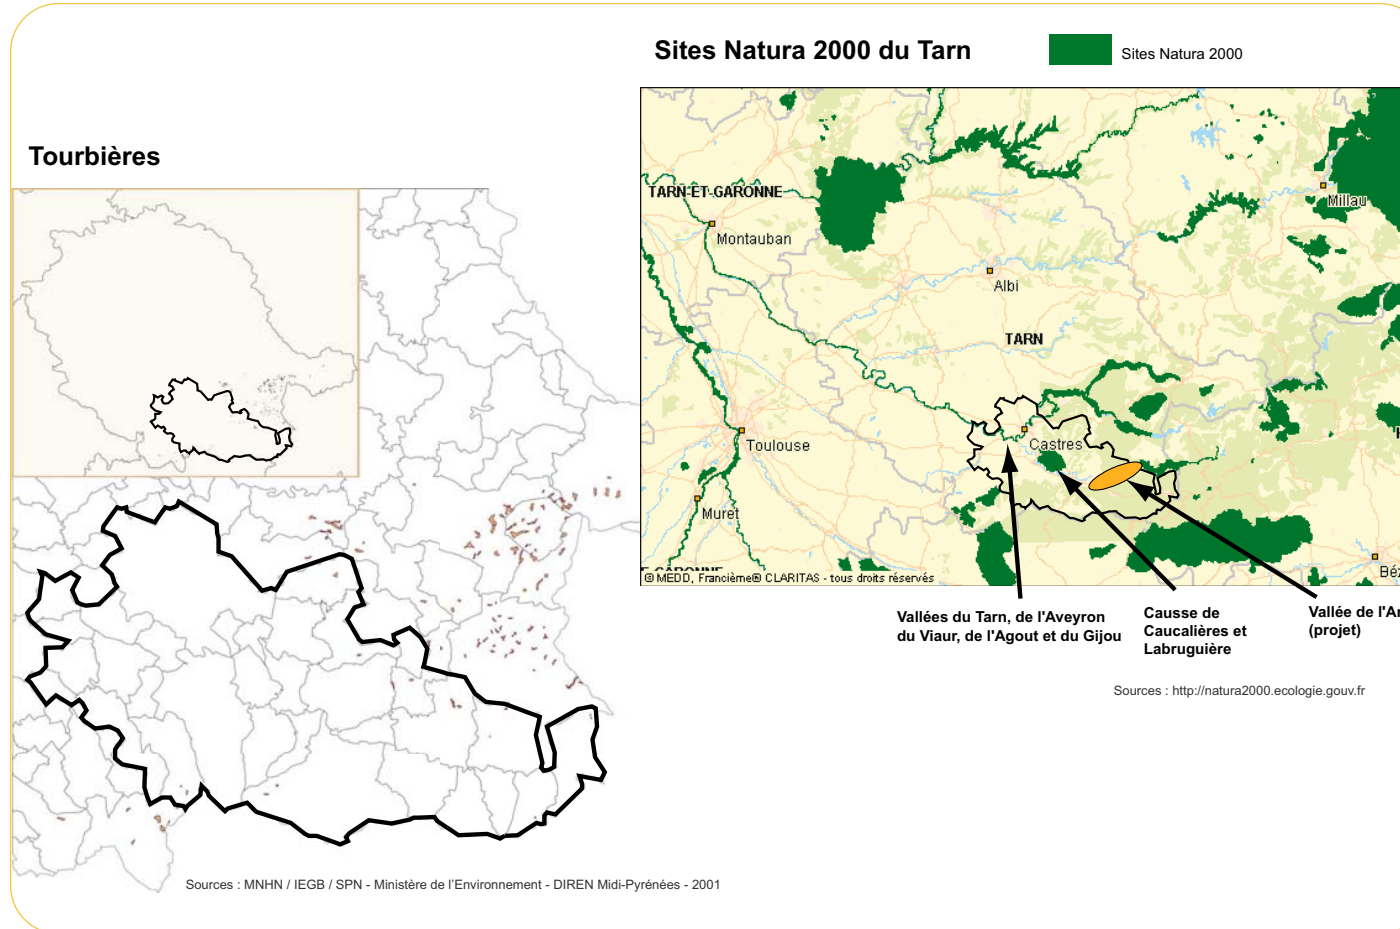 Sites Natura 2000 du Tarn
Sites Natura 2000
Tourbières
TARN-ET-GARONNE
Montauban
Millau
Albi
TARN
Castres
Toulouse
Muret
© MEDD, Francième® CLARITAS - tous droits réservés
Vallées du Tarn, de l'Aveyron
du Viaur, de l'Agout et du Gijou
Causse de
Caucalières et
Labruguière
Vallée de
(projet)
Sources : http://natura2000.ecologie.gouv.fr
Sources : MNHN / IEGB / SPN - Ministère de l'Environnement - DIREN Midi-Pyrénées - 2001